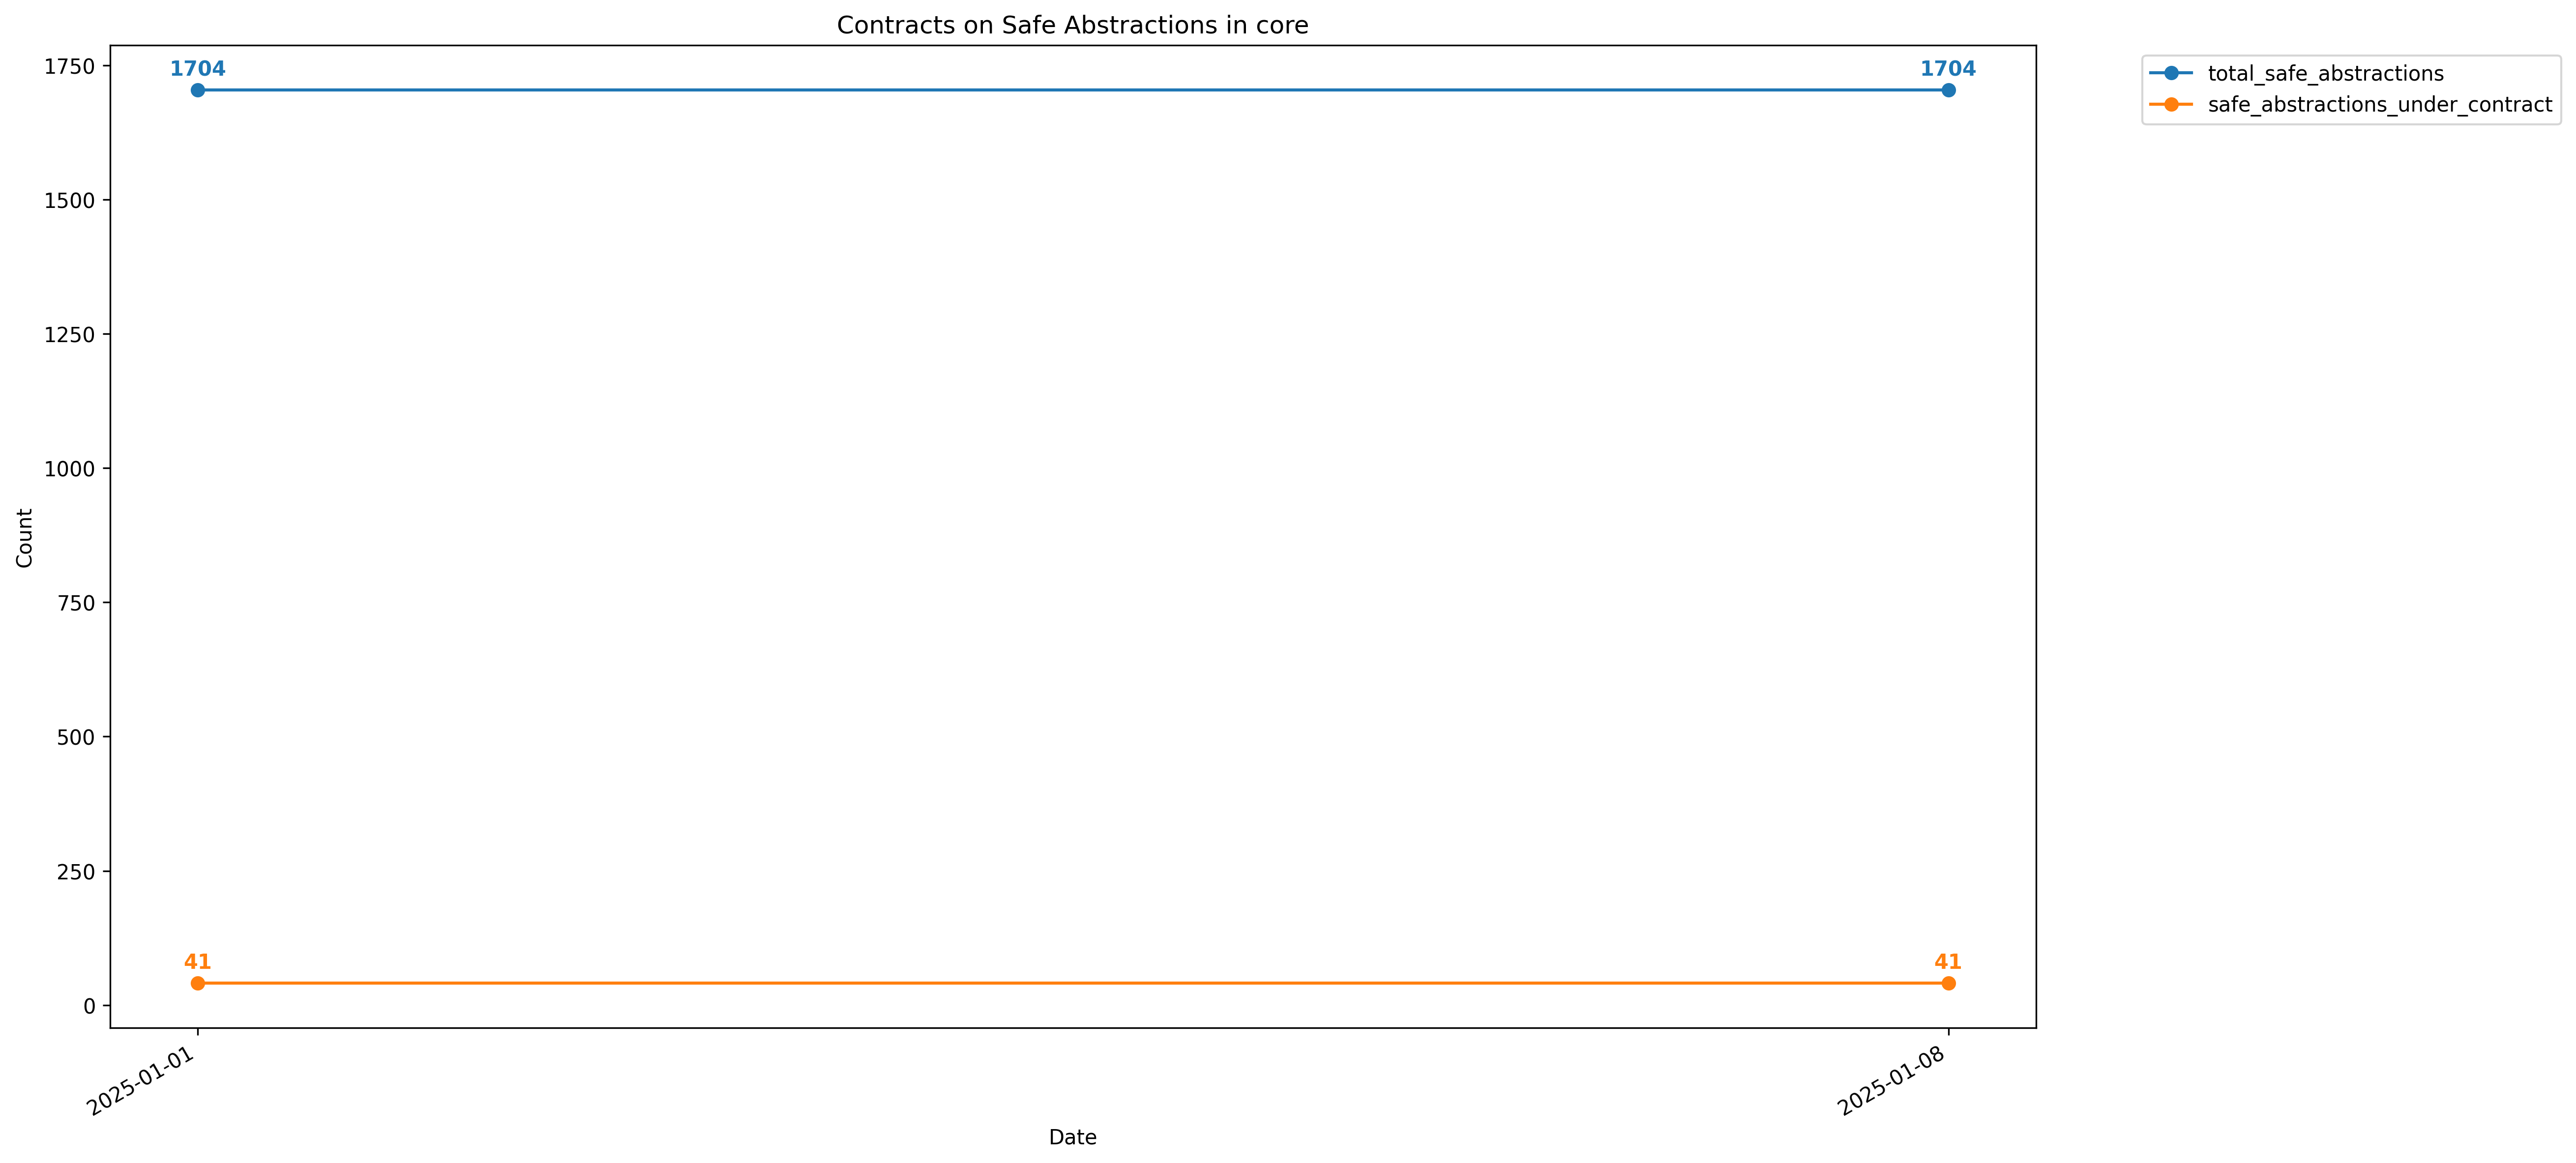 Contracts on Safe Abstractions in core
total_safe_abstractions
safe_abstractions_under_contract
Count
1750
1500
1250
1000
750
500
250
0
1704
1704
41
41
2025-01-01
2025-01-08
Date